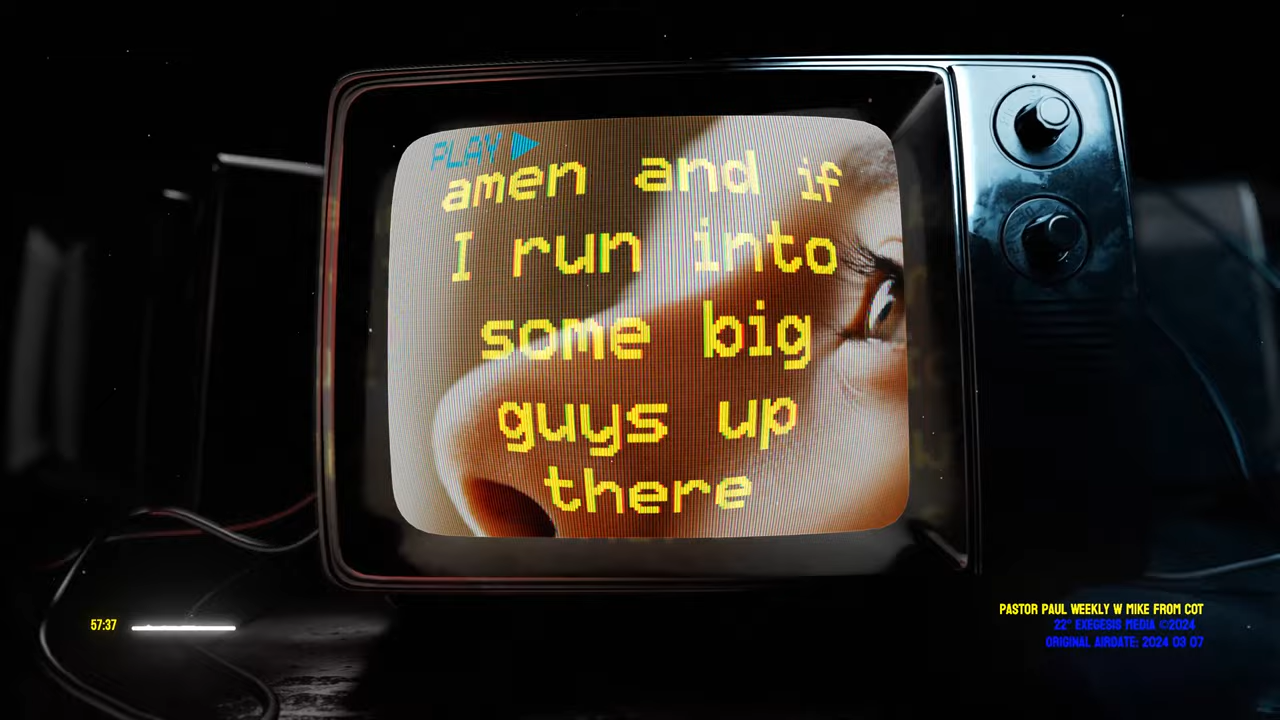 PLAY
amen and if
I run into
some big
guys up
there
57:37
PASTOR PAUL WEEKLY W MIKE FROM COT
22° EXEGESIS MEDIA ©2024
ORIGINAL AIRDATE: 2024 03 07